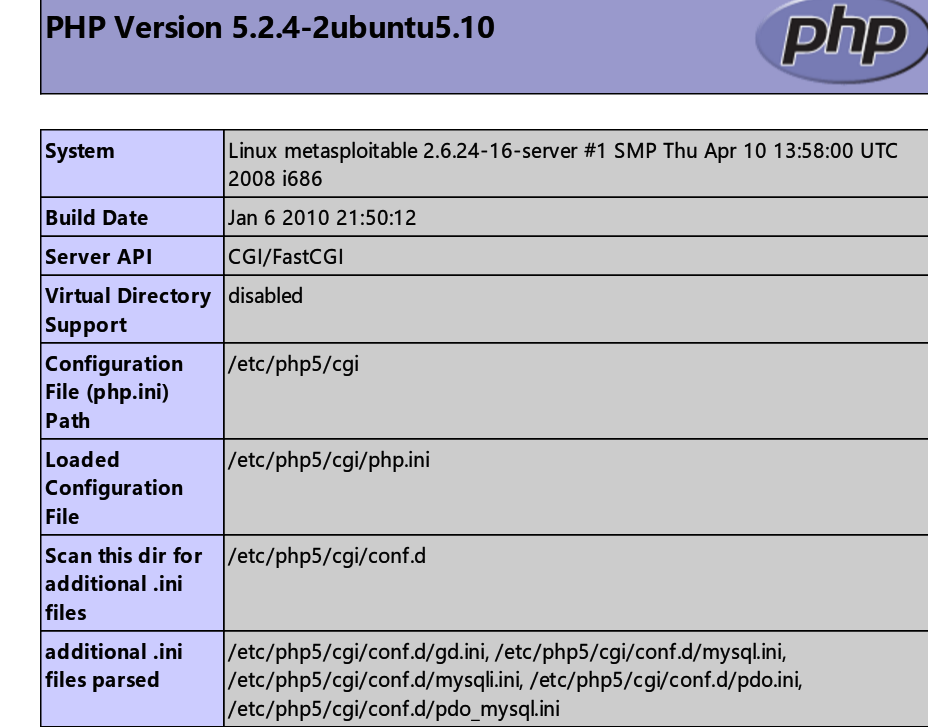 PHP Version 5.2.4-2ubuntu5.10
php
System
Linux metasploitable 2.6.24-16-server #1 SMP Thu Apr 10 13:58:00 UTC
2008 i686
Build Date
Jan 6 2010 21:50:12
Server API
CGI/FastCGI
Virtual Directory
Support
disabled
Configuration
File (php.ini)
Path
/etc/php5/cgi
Loaded
Configuration
File
/etc/php5/cgi/php.ini
Scan this dir for
additional .ini
files
/etc/php5/cgi/conf.d
additional .ini
files parsed
/etc/php5/cgi/conf.d/gd.ini, /etc/php5/cgi/conf.d/mysql.ini,
/etc/php5/cgi/conf.d/mysqli.ini, /etc/php5/cgi/conf.d/pdo.ini,
/etc/php5/cgi/conf.d/pdo_mysql.ini